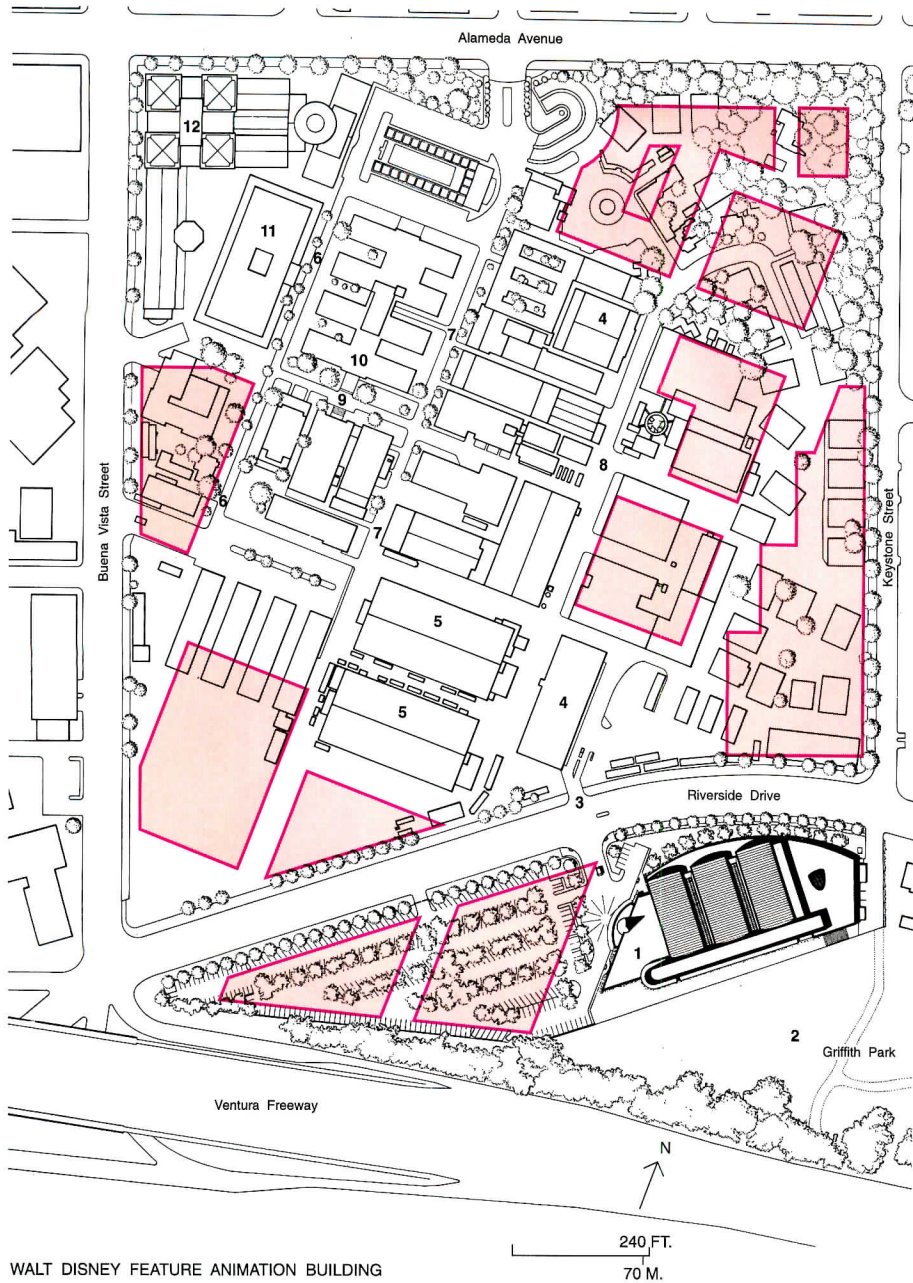 Alameda Avenue
12
11
6
4
7
10
9
8
6
7
Buena Vista Street
Keystone Street
5
5
4
3
Riverside Drive
1
2
Griffith Park
Ventura Freeway
N
240 FT.
70 M.
WALT DISNEY FEATURE ANIMATION BUILDING